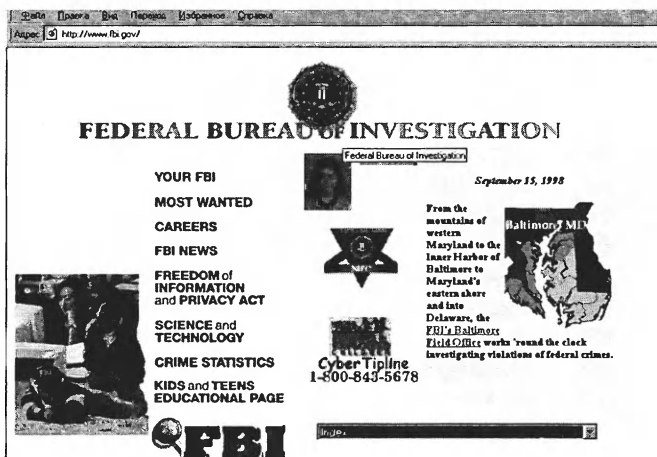 Файл Правка Вид Переход Избранное Справка
Адрес http://www.fbi.gov/
FEDERAL BUREAU OF INVESTIGATION
Federal Bureau of Investigation
YOUR FBI
MOST WANTED
CAREERS
FBI NEWS
FREEDOM of
INFORMATION
and PRIVACY ACT
SCIENCE and
TECHNOLOGY
CRIME STATISTICS
KIDS and TEENS
EDUCATIONAL PAGE
FBI
CyberTipline
1-800-843-5678
September 15, 1998
From the
mountains of
western
Maryland to the
Inner Harbor of
Baltimore to
Maryland's
eastern shore
and into
Delaware, the
FBI's Baltimore
Field Office works 'round the clock
investigating violations of federal crimes.
Baltimore MD
Index